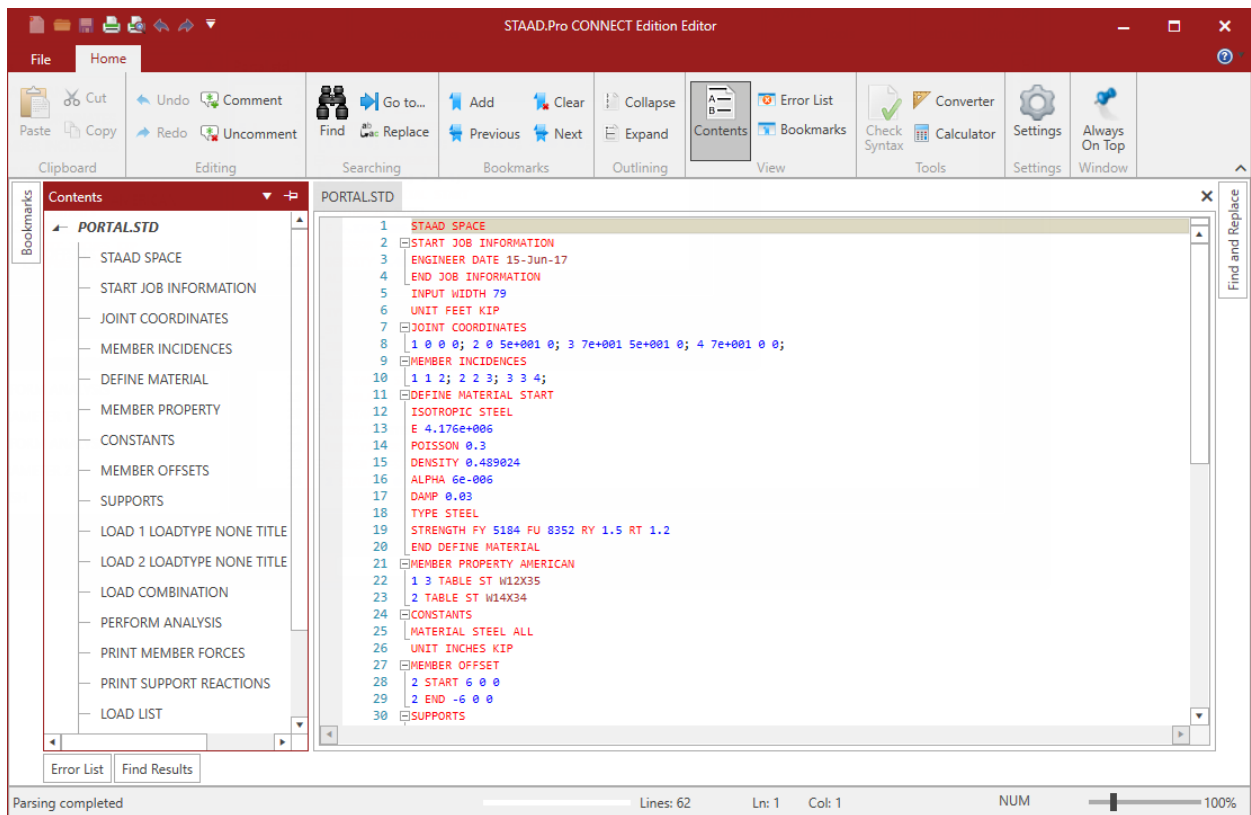 STAAD.Pro CONNECT Edition Editor
File Home
Paste Cut Copy Undo Redo Comment Uncomment Find Go to... Replace Add Clear Previous Next Collapse Expand Contents Error List Bookmarks Check Syntax Converter Calculator Settings Always On Top
Clipboard Editing Searching Bookmarks Outlining View Tools Settings Window
Bookmarks
Contents
PORTAL.STD
STAAD SPACE
START JOB INFORMATION
JOINT COORDINATES
MEMBER INCIDENCES
DEFINE MATERIAL
MEMBER PROPERTY
CONSTANTS
MEMBER OFFSETS
SUPPORTS
LOAD 1 LOADTYPE NONE TITLE
LOAD 2 LOADTYPE NONE TITLE
LOAD COMBINATION
PERFORM ANALYSIS
PRINT MEMBER FORCES
PRINT SUPPORT REACTIONS
LOAD LIST
PORTAL.STD
1 STAAD SPACE
2 START JOB INFORMATION
3 ENGINEER DATE 15-Jun-17
4 END JOB INFORMATION
5 INPUT WIDTH 79
6 UNIT FEET KIP
7 JOINT COORDINATES
8 1 0 0 0; 2 0 5e+001 0; 3 7e+001 5e+001 0; 4 7e+001 0 0;
9 MEMBER INCIDENCES
10 1 1 2; 2 2 3; 3 3 4;
11 DEFINE MATERIAL START
12 ISOTROPIC STEEL
13 E 4.176e+006
14 POISSON 0.3
15 DENSITY 0.489024
16 ALPHA 6e-006
17 DAMP 0.03
18 TYPE STEEL
19 STRENGTH FY 5184 FU 8352 RY 1.5 RT 1.2
20 END DEFINE MATERIAL
21 MEMBER PROPERTY AMERICAN
22 1 3 TABLE ST W12X35
23 2 TABLE ST W14X34
24 CONSTANTS
25 MATERIAL STEEL ALL
26 UNIT INCHES KIP
27 MEMBER OFFSET
28 2 START 6 0 0
29 2 END -6 0 0
30 SUPPORTS
Find and Replace
Error List Find Results
Parsing completed Lines: 62 Ln: 1 Col: 1 NUM 100%